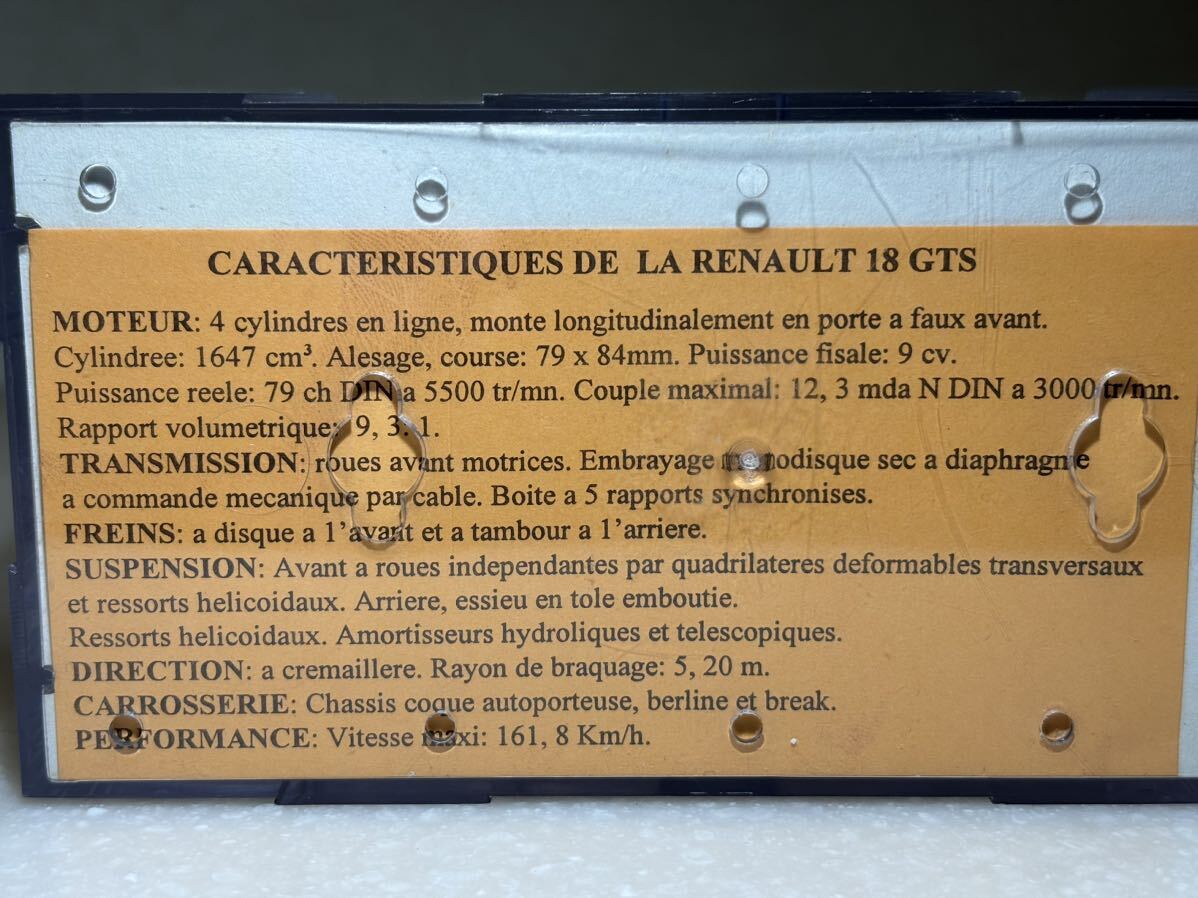 CARACTERISTIQUES DE LA RENAULT 18 GTS
MOTEUR: 4 cylindres en ligne, monte longitudinalement en porte a faux avant.
Cylindree: 1647 cm³. Alesage, course: 79 x 84mm. Puissance fisale: 9 cv.
Puissance reele: 79 ch DIN a 5500 tr/mn. Couple maximal: 12, 3 mda N DIN a 3000 tr/mn.
Rapport volumetrique: 9, 3. 1.
TRANSMISSION: roues avant motrices. Embrayage monodisque sec a diaphragme
a commande mecanique par cable. Boite a 5 rapports synchronises.
FREINS: a disque a l'avant et a tambour a l'arriere.
SUSPENSION: Avant a roues independantes par quadrilateres deformables transversaux
et ressorts helicoidaux. Arriere, essieu en tole emboutie.
Ressorts helicoidaux. Amortisseurs hydroliques et telescopiques.
DIRECTION: a cremaillere. Rayon de braquage: 5, 20 m.
CARROSSERIE: Chassis coque autoporteuse, berline et break.
PERFORMANCE: Vitesse maxi: 161, 8 Km/h.